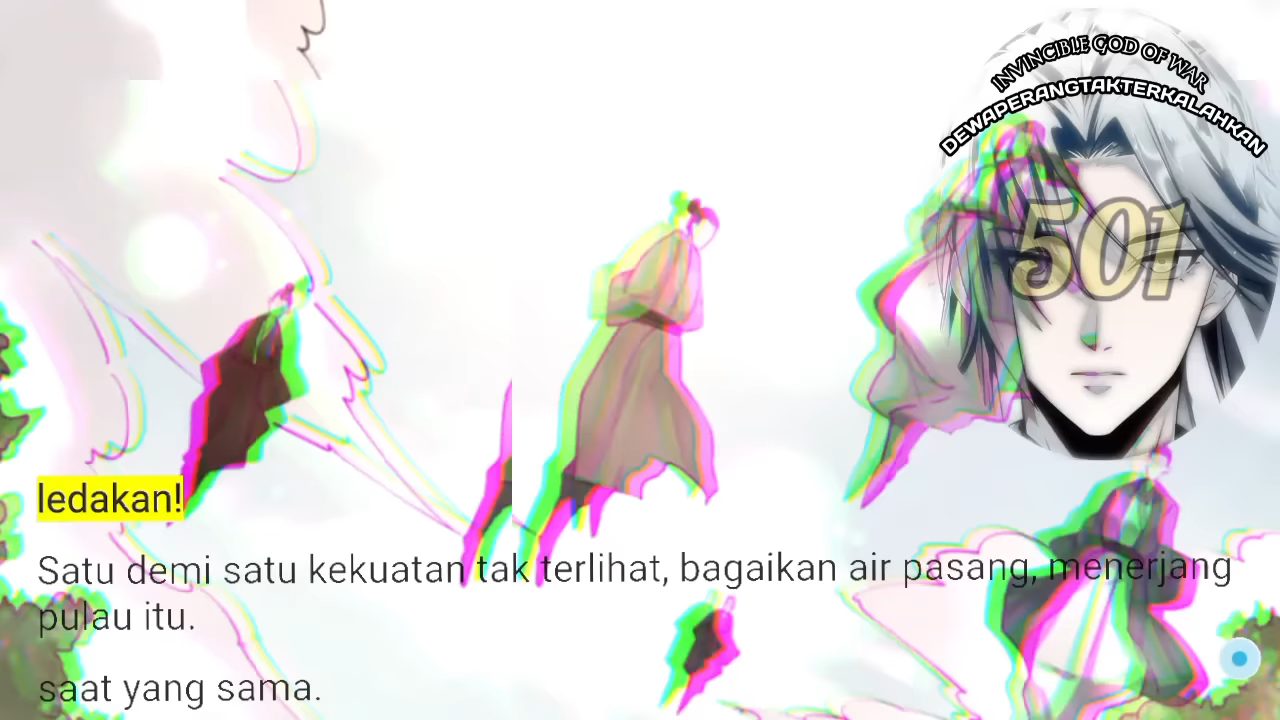 INVINCIBLE GOD OF WAR
DEWAPERANGTAKTERKALAHKAN
501
ledakan!
Satu demi satu kekuatan tak terlihat, bagaikan air pasang, menerjang
pulau itu.
saat yang sama.